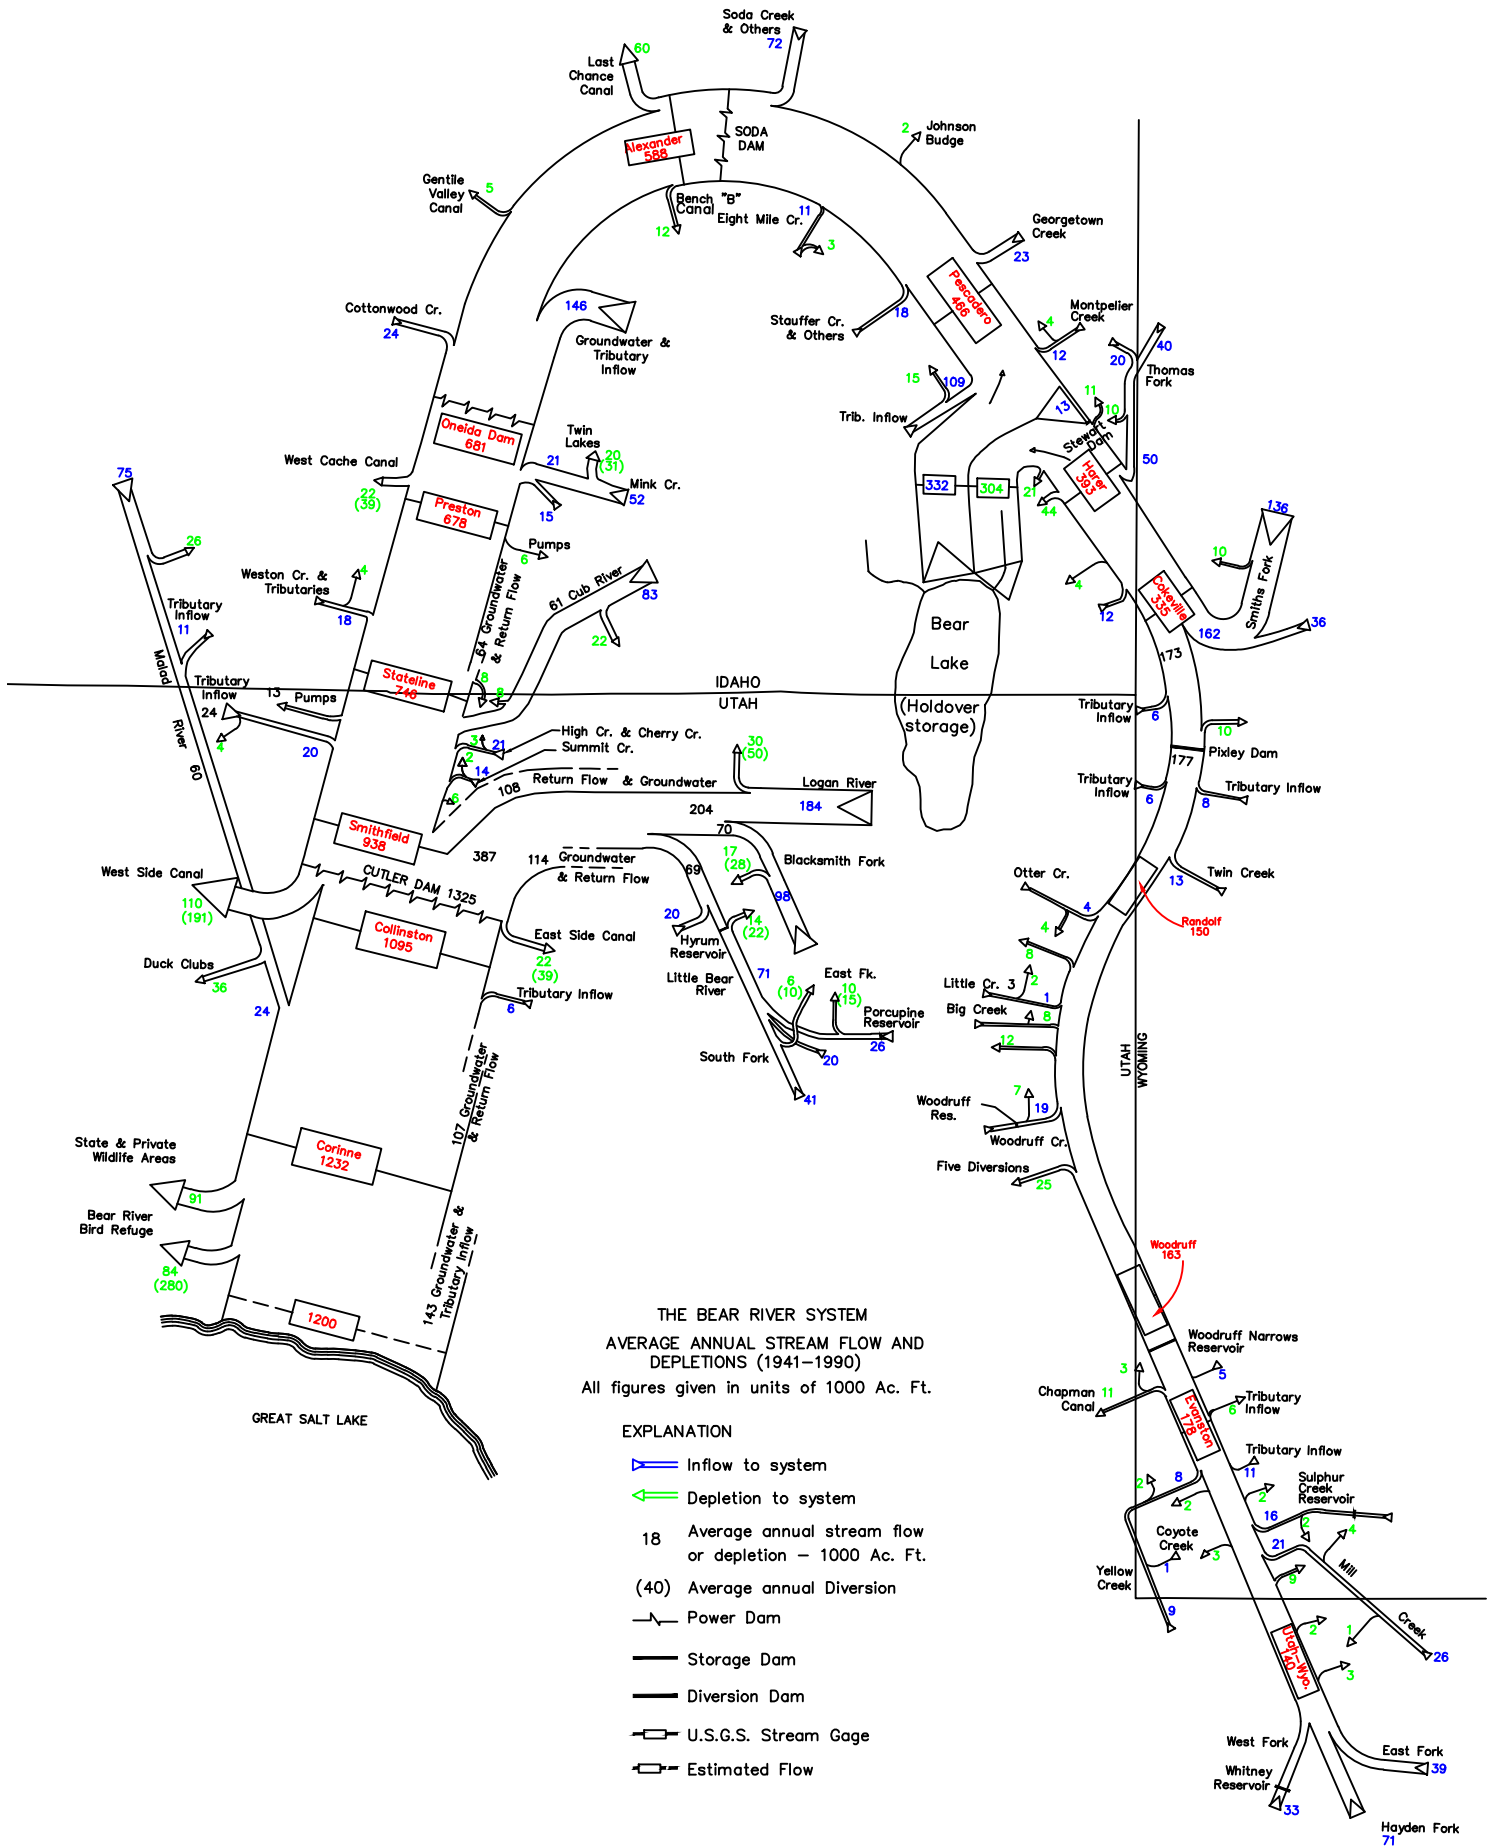 Soda Creek
& Others
72
60
Last
Chance
Canal
SODA
DAM
2
Johnson
Budge
Alexander
588
Gentile
Valley
Canal
5
Bench "B"
Canal
12
Eight Mile Cr.
11
3
Georgetown
Creek
23
Pescadero
466
Cottonwood Cr.
24
146
Groundwater &
Tributary
Inflow
Stauffer Cr.
& Others
18
Montpelier
Creek
4
12
20
40
Thomas
Fork
15
109
Trib. Inflow
13
11
10
Stewart
Dam
Harer
393
50
Oneida Dam
681
Twin
Lakes
20
(31)
21
Mink Cr.
52
15
West Cache Canal
22
(39)
Preston
678
Pumps
6
332
304
21
44
136
10
Smiths Fork
36
162
Cokeville
335
4
12
173
75
26
Weston Cr. &
Tributaries
4
18
Tributary
Inflow
11
Malad
River
60
64 Groundwater
& Return Flow
61 Cub River
83
22
Bear
Lake
(Holdover
storage)
Stateline
746
8
8
IDAHO
UTAH
Tributary
Inflow
24
4
20
13
Pumps
Tributary
Inflow
6
10
Pixley Dam
177
Tributary
Inflow
6
8
Tributary Inflow
High Cr. & Cherry Cr.
3
21
Summit Cr.
2
14
6
108
Return Flow & Groundwater
30
(50)
Logan River
184
204
Smithfield
938
387
70
17
(28)
Blacksmith Fork
98
114
Groundwater
& Return Flow
69
CUTLER DAM 1325
West Side Canal
110
(191)
Collinston
1095
East Side Canal
22
(39)
Duck Clubs
36
24
Tributary Inflow
6
20
Hyrum
Reservoir
14
(22)
Little Bear
River
71
6
(10)
East Fk.
10
(15)
Porcupine
Reservoir
26
20
South Fork
41
Twin Creek
13
Otter Cr.
4
4
Randolf
150
8
Little Cr. 3
2
1
Big Creek
8
12
UTAH
WYOMING
Woodruff
Res.
7
19
Woodruff Cr.
Five Diversions
25
107 Groundwater
& Return Flow
Corinne
1232
State & Private
Wildlife Areas
91
Bear River
Bird Refuge
84
(280)
143 Groundwater &
Tributary Inflow
1200
GREAT SALT LAKE
Woodruff
163
Woodruff Narrows
Reservoir
5
3
Chapman
Canal
11
Evanston
178
Tributary
Inflow
6
Tributary Inflow
11
Sulphur
Creek
Reservoir
2
16
2
4
8
2
2
Coyote
Creek
1
3
21
Mill
Creek
9
Yellow
Creek
9
2
1
26
Utah-Wyo.
140
3
West Fork
Whitney
Reservoir
33
East Fork
39
Hayden Fork
71
THE BEAR RIVER SYSTEM
AVERAGE ANNUAL STREAM FLOW AND
DEPLETIONS (1941-1990)
All figures given in units of 1000 Ac. Ft.
EXPLANATION
Inflow to system
Depletion to system
18 Average annual stream flow
or depletion - 1000 Ac. Ft.
(40) Average annual Diversion
Power Dam
Storage Dam
Diversion Dam
U.S.G.S. Stream Gage
Estimated Flow